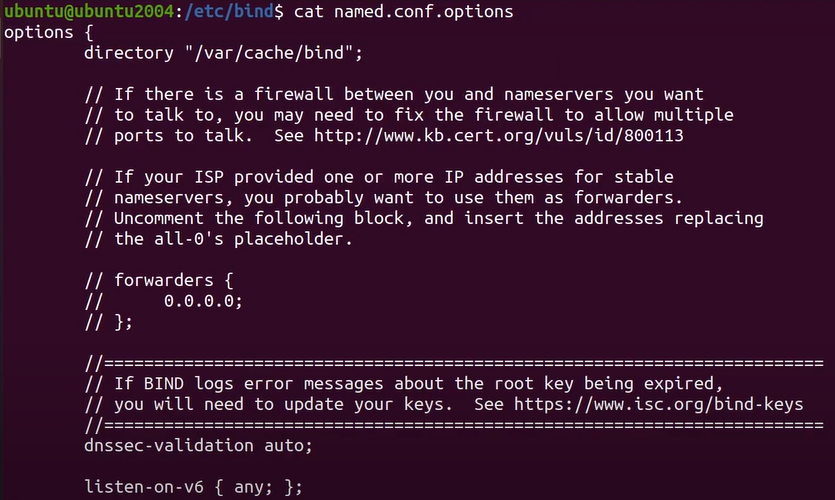 ubuntu@ubuntu2004:/etc/bind$ cat named.conf.options
options {
        directory "/var/cache/bind";

        // If there is a firewall between you and nameservers you want
        // to talk to, you may need to fix the firewall to allow multiple
        // ports to talk.  See http://www.kb.cert.org/vuls/id/800113

        // If your ISP provided one or more IP addresses for stable
        // nameservers, you probably want to use them as forwarders.
        // Uncomment the following block, and insert the addresses replacing
        // the all-0's placeholder.

        // forwarders {
        //      0.0.0.0;
        // };

        //========================================================================
        // If BIND logs error messages about the root key being expired,
        // you will need to update your keys.  See https://www.isc.org/bind-keys
        //========================================================================
        dnssec-validation auto;

        listen-on-v6 { any; };